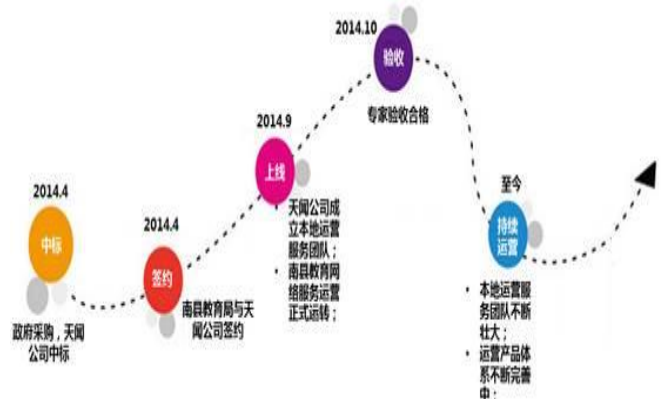 2014.4
中标
政府采购，天闻
公司中标
2014.4
签约
南县教育局与天
闻公司签约
2014.9
上线
天闻公司成
立本地运营
服务团队；
南县教育网
络服务运营
正式运转；
2014.10
验收
专家验收合格
至今
持续
运营
本地运营服
务团队不断
壮大；
运营产品体
系不断完善
中；